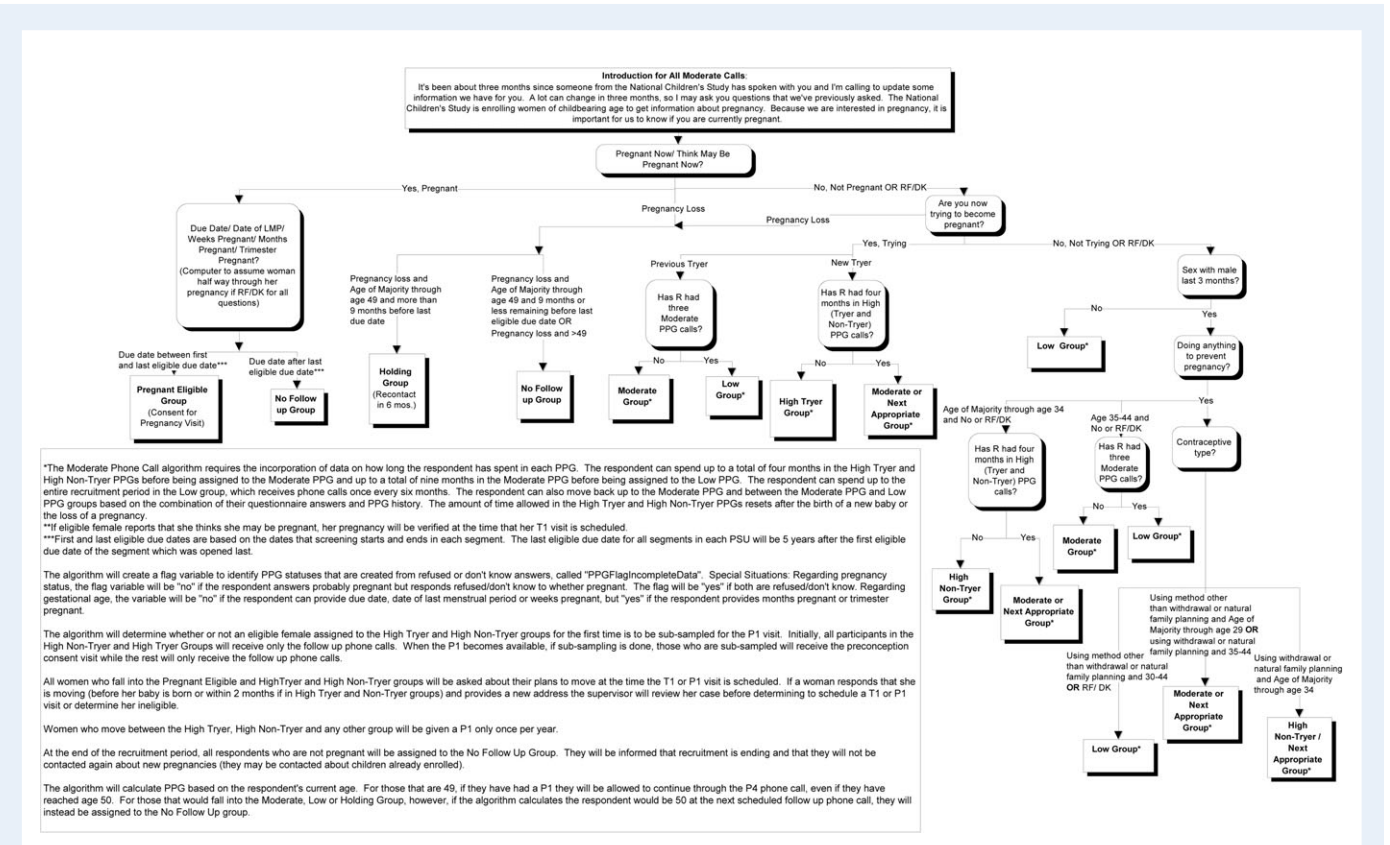 Introduction for All Moderate Calls:
It's been about three months since someone from the National Children's Study has spoken with you and I'm calling to update some
information we have for you. A lot can change in three months, so I may ask you questions that we've previously asked. The National
Children's Study is enrolling women of childbearing age to get information about pregnancy. Because we are interested in pregnancy, it is
important for us to know if you are currently pregnant.
Pregnant Now/ Think May Be
Pregnant Now?
Yes, Pregnant
No, Not Pregnant OR RF/DK
Pregnancy Loss
Pregnancy Loss
Are you now
trying to become
pregnant?
Due Date/ Date of LMP/
Weeks Pregnant/ Months
Pregnant/ Trimester
Pregnant?
(Computer to assume woman
half way through her
pregnancy if RF/DK for all
questions)
Yes, Trying
No, Not Trying OR RF/DK
Previous Tryer
New Tryer
Sex with male
last 3 months?
Pregnancy loss and
Age of Majority through
age 49 and more than
9 months before last
due date
Pregnancy loss and
Age of Majority through
age 49 and 9 months or
less remaining before last
eligible due date OR
Pregnancy loss and >49
Has R had
three
Moderate
PPG calls?
Has R had four
months in High
(Tryer and
Non-Tryer)
PPG calls?
No
Yes
Low Group*
Doing anything
to prevent
pregnancy?
Due date between first
and last eligible due date***
Due date after last
eligible due date***
No
Yes
No
Yes
Pregnant Eligible
Group
(Consent for
Pregnancy Visit)
No Follow
up Group
Holding
Group
(Recontact
in 6 mos.)
No Follow
up Group
Moderate
Group*
Low
Group*
High Tryer
Group*
Moderate or
Next
Appropriate
Group*
Age of Majority through age 34
and No or RF/DK
Age 35-44 and
No or RF/DK
Yes
Has R had four
months in High
(Tryer and
Non-Tryer) PPG
calls?
Has R had
three
Moderate
PPG calls?
Contraceptive
type?
No
Yes
No
Yes
Moderate
Group*
Low Group*
High
Non-Tryer
Group*
Moderate or
Next Appropriate
Group*
Using method other
than withdrawal or natural
family planning and Age of
Majority through age 29 OR
using withdrawal or natural
family planning and 35-44
Using method other
than withdrawal or natural
family planning and 30-44
OR RF/ DK
Using withdrawal or
natural family planning
and Age of Majority
through age 34
Low Group*
Moderate or
Next
Appropriate
Group*
High
Non-Tryer /
Next
Appropriate
Group*
*The Moderate Phone Call algorithm requires the incorporation of data on how long the respondent has spent in each PPG. The respondent can spend up to a total of four months in the High Tryer and
High Non-Tryer PPGs before being assigned to the Moderate PPG and up to a total of nine months in the Moderate PPG before being assigned to the Low PPG. The respondent can spend up to the
entire recruitment period in the Low group, which receives phone calls once every six months. The respondent can also move back up to the Moderate PPG and between the Moderate PPG and Low
PPG groups based on the combination of their questionnaire answers and PPG history. The amount of time allowed in the High Tryer and High Non-Tryer PPGs resets after the birth of a new baby or
the loss of a pregnancy.
**If eligible female reports that she thinks she may be pregnant, her pregnancy will be verified at the time that her T1 visit is scheduled.
***First and last eligible due dates are based on the dates that screening starts and ends in each segment. The last eligible due date for all segments in each PSU will be 5 years after the first eligible
due date of the segment which was opened last.
The algorithm will create a flag variable to identify PPG statuses that are created from refused or don't know answers, called "PPGFlagIncompleteData". Special Situations: Regarding pregnancy
status, the flag variable will be "no" if the respondent answers probably pregnant but responds refused/don't know to whether pregnant. The flag will be "yes" if both are refused/don't know. Regarding
gestational age, the variable will be "no" if the respondent can provide due date, date of last menstrual period or weeks pregnant, but "yes" if the respondent provides months pregnant or trimester
pregnant.
The algorithm will determine whether or not an eligible female assigned to the High Tryer and High Non-Tryer groups for the first time is to be sub-sampled for the P1 visit. Initially, all participants in the
High Non-Tryer and High Tryer Groups will receive only the follow up phone calls. When the P1 becomes available, if sub-sampling is done, those who are sub-sampled will receive the preconception
consent visit while the rest will only receive the follow up phone calls.
All women who fall into the Pregnant Eligible and HighTryer and High Non-Tryer groups will be asked about their plans to move at the time the T1 or P1 visit is scheduled. If a woman responds that she
is moving (before her baby is born or within 2 months if in High Tryer and Non-Tryer groups) and provides a new address the supervisor will review her case before determining to schedule a T1 or P1
visit or determine her ineligible.
Women who move between the High Tryer, High Non-Tryer and any other group will be given a P1 only once per year.
At the end of the recruitment period, all respondents who are not pregnant will be assigned to the No Follow Up Group. They will be informed that recruitment is ending and that they will not be
contacted again about new pregnancies (they may be contacted about children already enrolled).
The algorithm will calculate PPG based on the respondent's current age. For those that are 49, if they have had a P1 they will be allowed to continue through the P4 phone call, even if they have
reached age 50. For those that would fall into the Moderate, Low or Holding Group, however, if the algorithm calculates the respondent would be 50 at the next scheduled follow up phone call, they will
instead be assigned to the No Follow Up group.